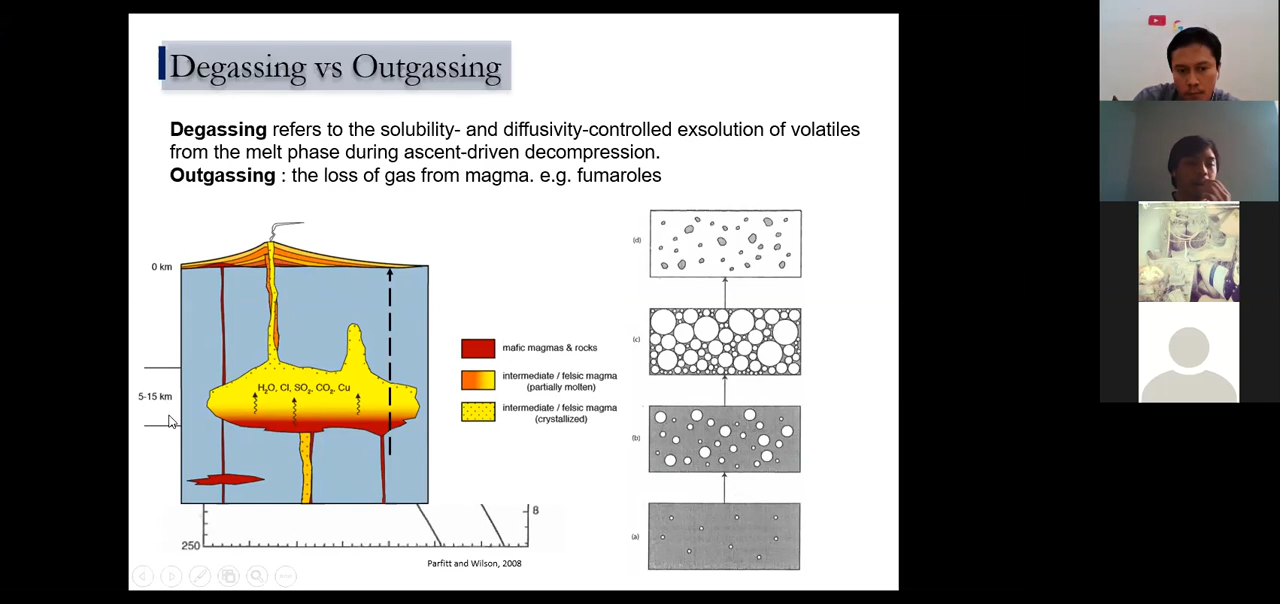 Degassing vs Outgassing
Degassing refers to the solubility- and diffusivity-controlled exsolution of volatiles
from the melt phase during ascent-driven decompression.
Outgassing : the loss of gas from magma. e.g. fumaroles
0 km
5-15 km
H2O, Cl, SO2, CO2, Cu
mafic magmas & rocks
intermediate / felsic magma
(partially molten)
intermediate / felsic magma
(crystallized)
(d)
(c)
(b)
(a)
8
250
Parfitt and Wilson, 2008